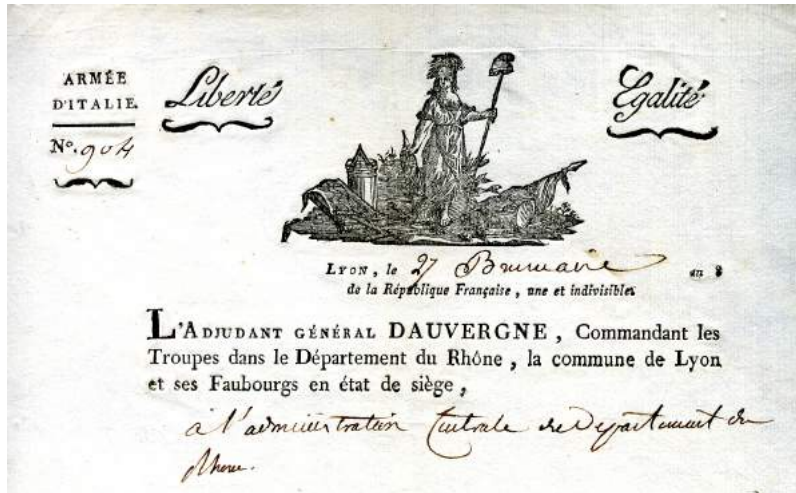 ARMÉE
D'ITALIE.
Nº. 904
Liberté
Egalité
LYON, le 27 Brumaire an 8
de la République Française, une et indivisible.
L'ADJUDANT GÉNÉRAL DAUVERGNE, Commandant les
Troupes dans le Département du Rhône, la commune de Lyon
et ses Faubourgs en état de siège,
à l'administration Centrale du Departement du
Rhone.